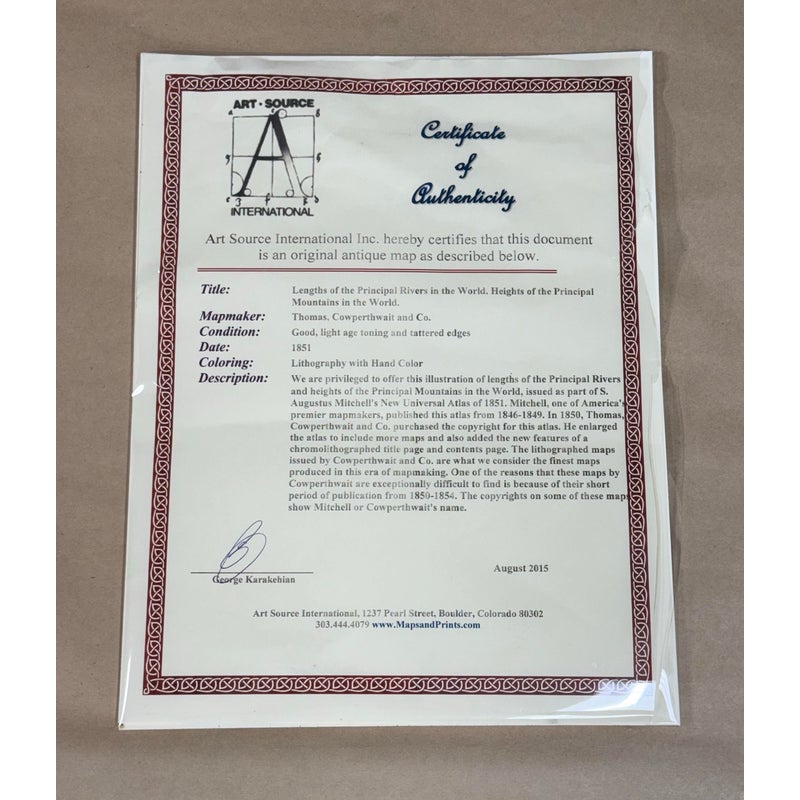 ART · SOURCE
INTERNATIONAL
Certificate
of
Authenticity
Art Source International Inc. hereby certifies that this document
is an original antique map as described below.
Title: Lengths of the Principal Rivers in the World. Heights of the Principal
Mountains in the World.
Mapmaker: Thomas, Cowperthwait and Co.
Condition: Good, light age toning and tattered edges
Date: 1851
Coloring: Lithography with Hand Color
Description: We are privileged to offer this illustration of lengths of the Principal Rivers
and heights of the Principal Mountains in the World, issued as part of S.
Augustus Mitchell's New Universal Atlas of 1851. Mitchell, one of America's
premier mapmakers, published this atlas from 1846-1849. In 1850, Thomas,
Cowperthwait and Co. purchased the copyright for this atlas. He enlarged
the atlas to include more maps and also added the new features of a
chromolithographed title page and contents page. The lithographed maps
issued by Cowperthwait and Co. are what we consider the finest maps
produced in this era of mapmaking. One of the reasons that these maps by
Cowperthwait are exceptionally difficult to find is because of their short
period of publication from 1850-1854. The copyrights on some of these maps
show Mitchell or Cowperthwait's name.
George Karakehian
August 2015
Art Source International, 1237 Pearl Street, Boulder, Colorado 80302
303.444.4079 www.MapsandPrints.com